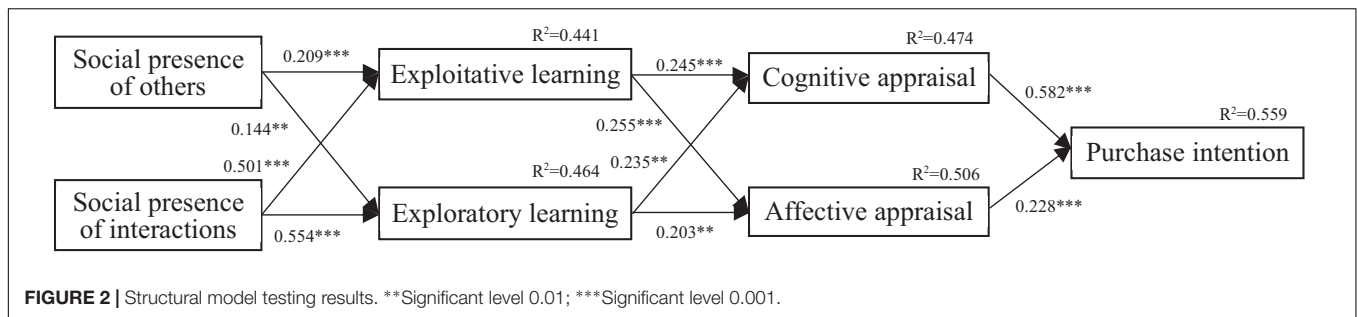 R²=0.441
R²=0.474
Social presence
of others
0.209***
Exploitative learning
0.245***
Cognitive appraisal
0.582***
R²=0.559
0.144**
0.255***
Purchase intention
0.501***
0.235**
R²=0.464
R²=0.506
Social presence
of interactions
0.554***
Exploratory learning
0.203**
Affective appraisal
0.228***
FIGURE 2 | Structural model testing results. **Significant level 0.01; ***Significant level 0.001.